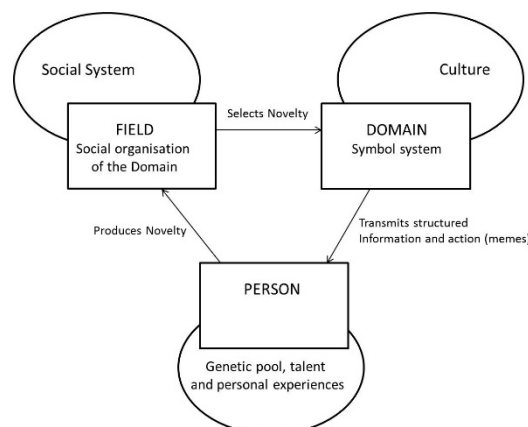 Social System
Culture
FIELD
Social organisation
of the Domain
Selects Novelty
DOMAIN
Symbol system
Produces Novelty
Transmits structured
Information and action (memes)
PERSON
Genetic pool, talent
and personal experiences